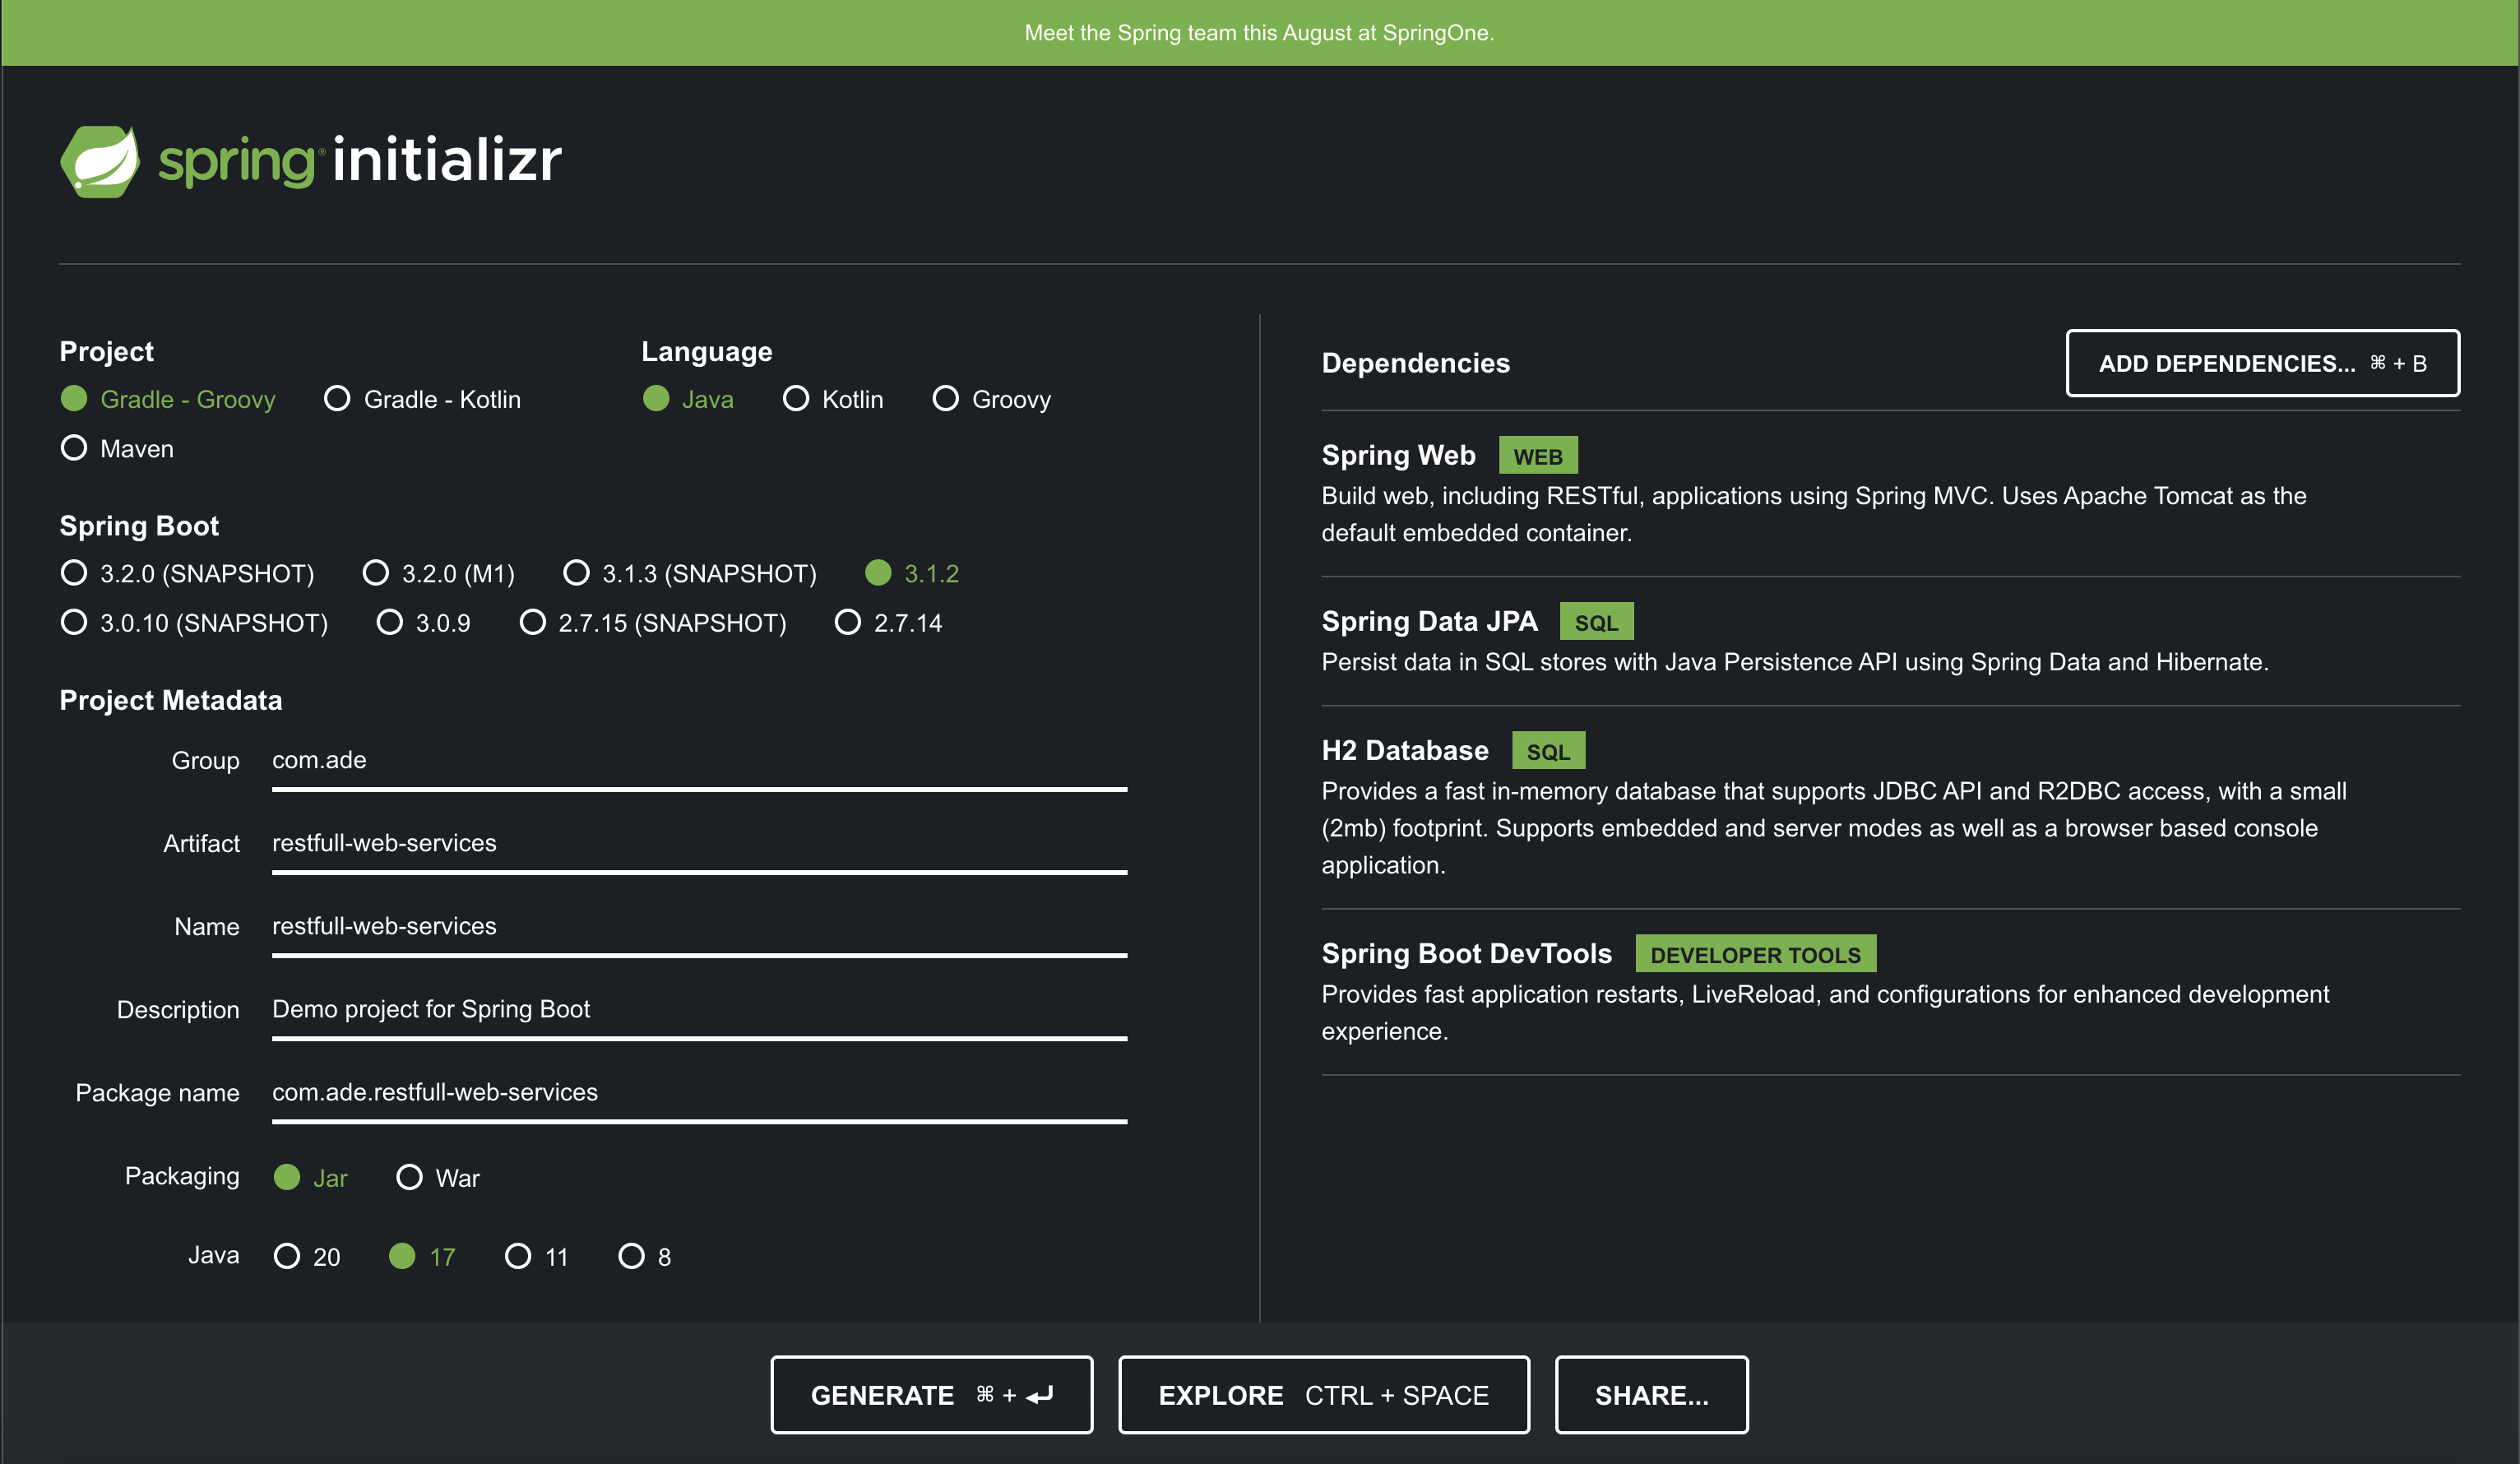 Meet the Spring team this August at SpringOne.
spring® initializr
Project
Gradle - Groovy Gradle - Kotlin
Maven
Language
Java Kotlin Groovy
Spring Boot
3.2.0 (SNAPSHOT) 3.2.0 (M1) 3.1.3 (SNAPSHOT) 3.1.2
3.0.10 (SNAPSHOT) 3.0.9 2.7.15 (SNAPSHOT) 2.7.14
Project Metadata
Group com.ade
Artifact restfull-web-services
Name restfull-web-services
Description Demo project for Spring Boot
Package name com.ade.restfull-web-services
Packaging Jar War
Java 20 17 11 8
Dependencies
ADD DEPENDENCIES... ⌘ + B
Spring Web WEB
Build web, including RESTful, applications using Spring MVC. Uses Apache Tomcat as the
default embedded container.
Spring Data JPA SQL
Persist data in SQL stores with Java Persistence API using Spring Data and Hibernate.
H2 Database SQL
Provides a fast in-memory database that supports JDBC API and R2DBC access, with a small
(2mb) footprint. Supports embedded and server modes as well as a browser based console
application.
Spring Boot DevTools DEVELOPER TOOLS
Provides fast application restarts, LiveReload, and configurations for enhanced development
experience.
GENERATE ⌘ + ↵
EXPLORE CTRL + SPACE
SHARE...